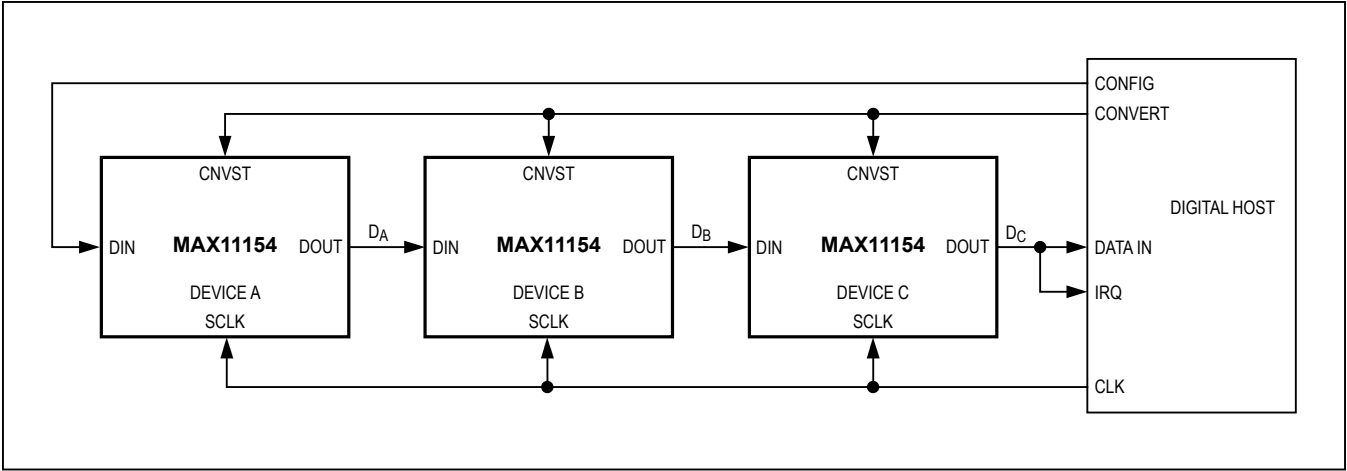 CONFIG
CONVERT
CNVST
CNVST
CNVST
DIGITAL HOST
DIN
MAX11154
DOUT
DA
DIN
MAX11154
DOUT
DB
DIN
MAX11154
DOUT
DC
DATA IN
DEVICE A
DEVICE B
DEVICE C
IRQ
SCLK
SCLK
SCLK
CLK